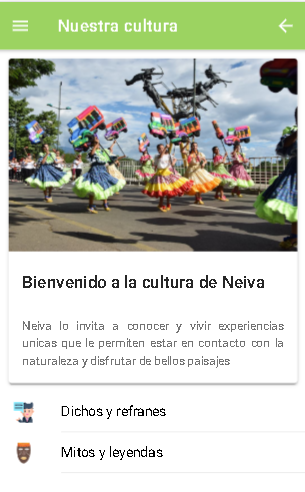 Nuestra cultura
Bienvenido a la cultura de Neiva
Neiva lo invita a conocer y vivir experiencias
unicas que le permiten estar en contacto con la
naturaleza y disfrutar de bellos paisajes
Dichos y refranes
Mitos y leyendas